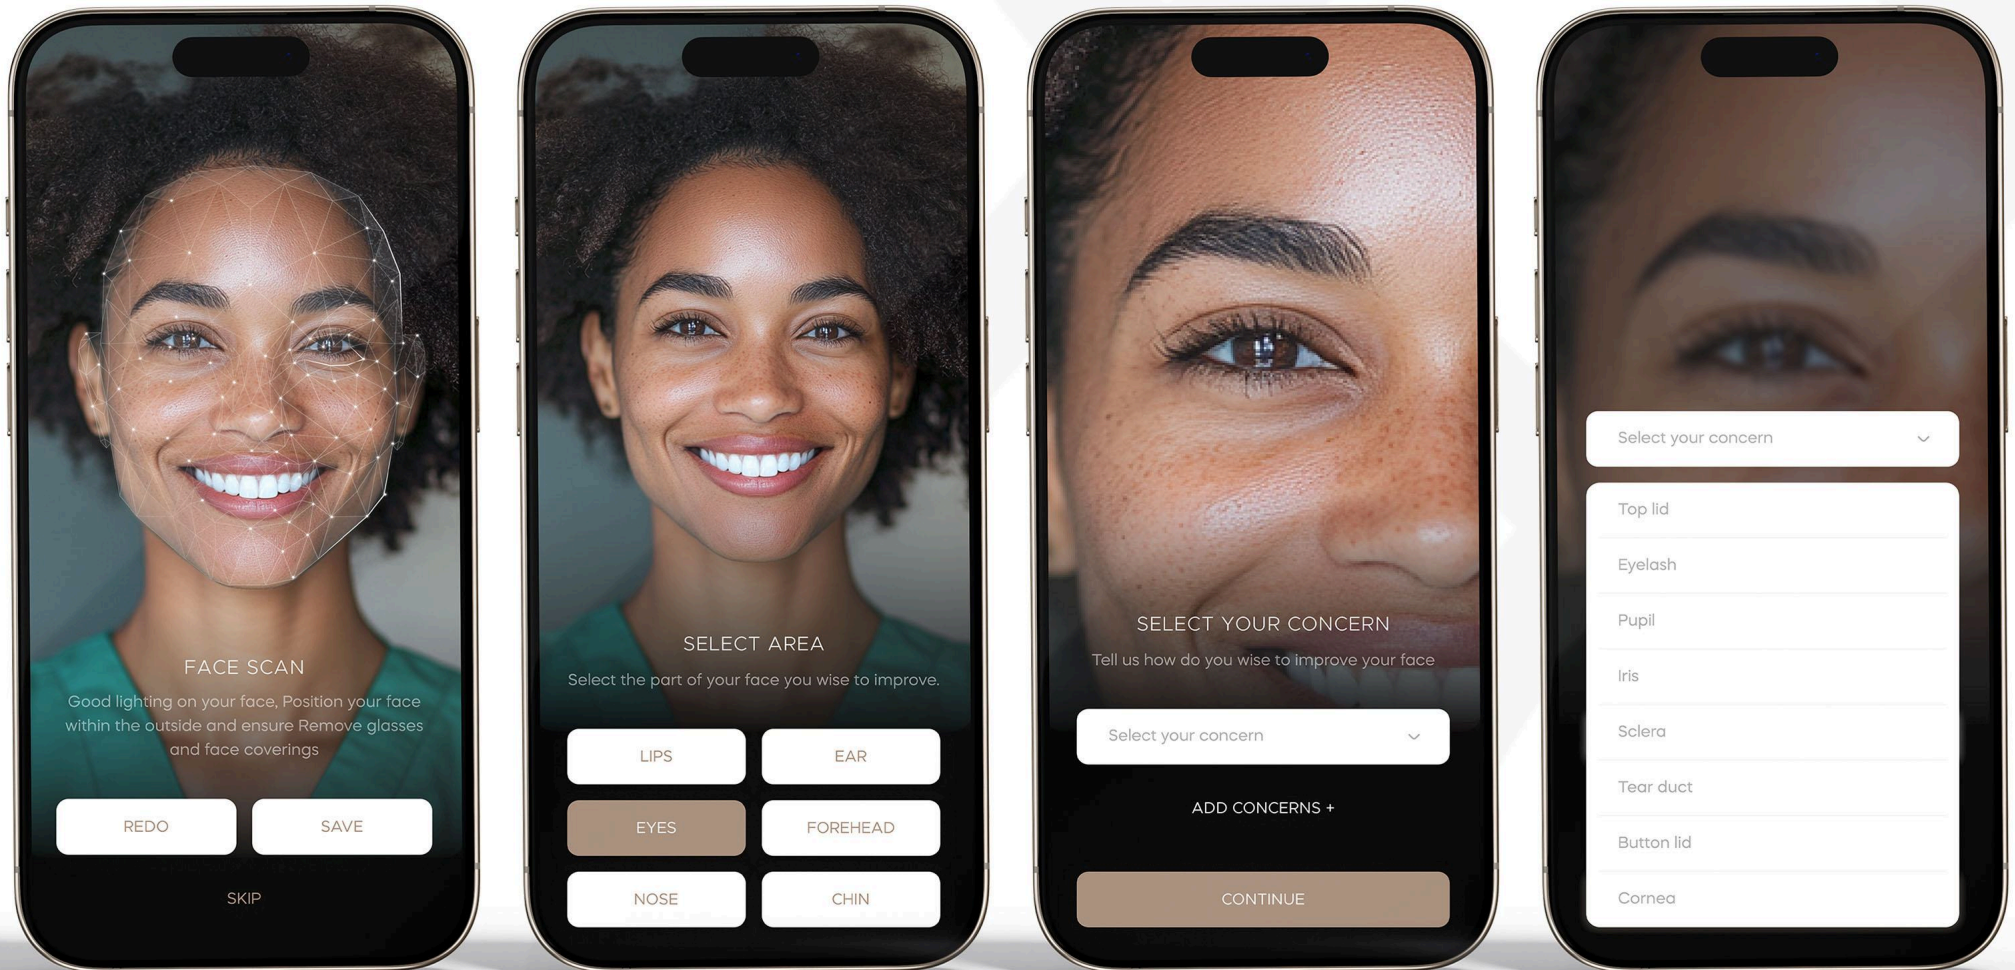 FACE SCAN
Good lighting on your face, Position your face
within the outside and ensure Remove glasses
and face coverings
REDO
SAVE
SKIP
SELECT AREA
Select the part of your face you wise to improve.
LIPS
EAR
EYES
FOREHEAD
NOSE
CHIN
SELECT YOUR CONCERN
Tell us how do you wise to improve your face
Select your concern
ADD CONCERNS +
CONTINUE
Select your concern
Top lid
Eyelash
Pupil
Iris
Sclera
Tear duct
Button lid
Cornea